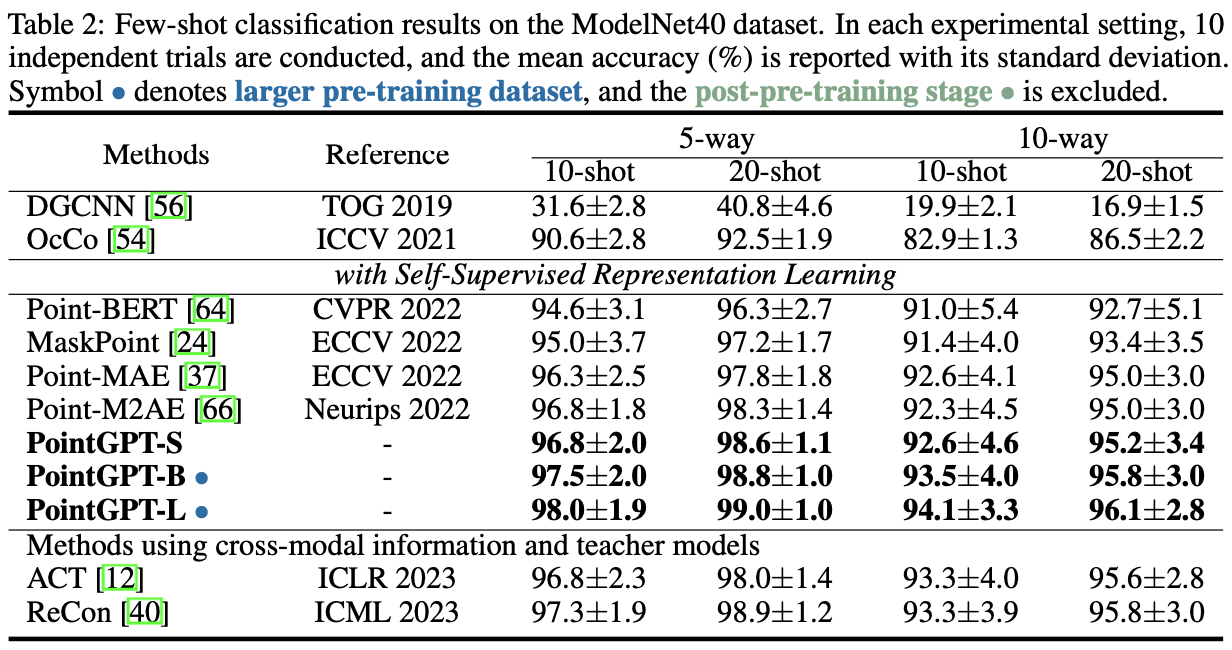 Table 2: Few-shot classification results on the ModelNet40 dataset. In each experimental setting, 10
independent trials are conducted, and the mean accuracy (%) is reported with its standard deviation.
Symbol ● denotes larger pre-training dataset, and the post-pre-training stage ● is excluded.
Methods Reference 5-way 10-way
10-shot 20-shot 10-shot 20-shot
DGCNN [56] TOG 2019 31.6±2.8 40.8±4.6 19.9±2.1 16.9±1.5
OcCo [54] ICCV 2021 90.6±2.8 92.5±1.9 82.9±1.3 86.5±2.2
with Self-Supervised Representation Learning
Point-BERT [64] CVPR 2022 94.6±3.1 96.3±2.7 91.0±5.4 92.7±5.1
MaskPoint [24] ECCV 2022 95.0±3.7 97.2±1.7 91.4±4.0 93.4±3.5
Point-MAE [37] ECCV 2022 96.3±2.5 97.8±1.8 92.6±4.1 95.0±3.0
Point-M2AE [66] Neurips 2022 96.8±1.8 98.3±1.4 92.3±4.5 95.0±3.0
PointGPT-S - 96.8±2.0 98.6±1.1 92.6±4.6 95.2±3.4
PointGPT-B ● - 97.5±2.0 98.8±1.0 93.5±4.0 95.8±3.0
PointGPT-L ● - 98.0±1.9 99.0±1.0 94.1±3.3 96.1±2.8
Methods using cross-modal information and teacher models
ACT [12] ICLR 2023 96.8±2.3 98.0±1.4 93.3±4.0 95.6±2.8
ReCon [40] ICML 2023 97.3±1.9 98.9±1.2 93.3±3.9 95.8±3.0